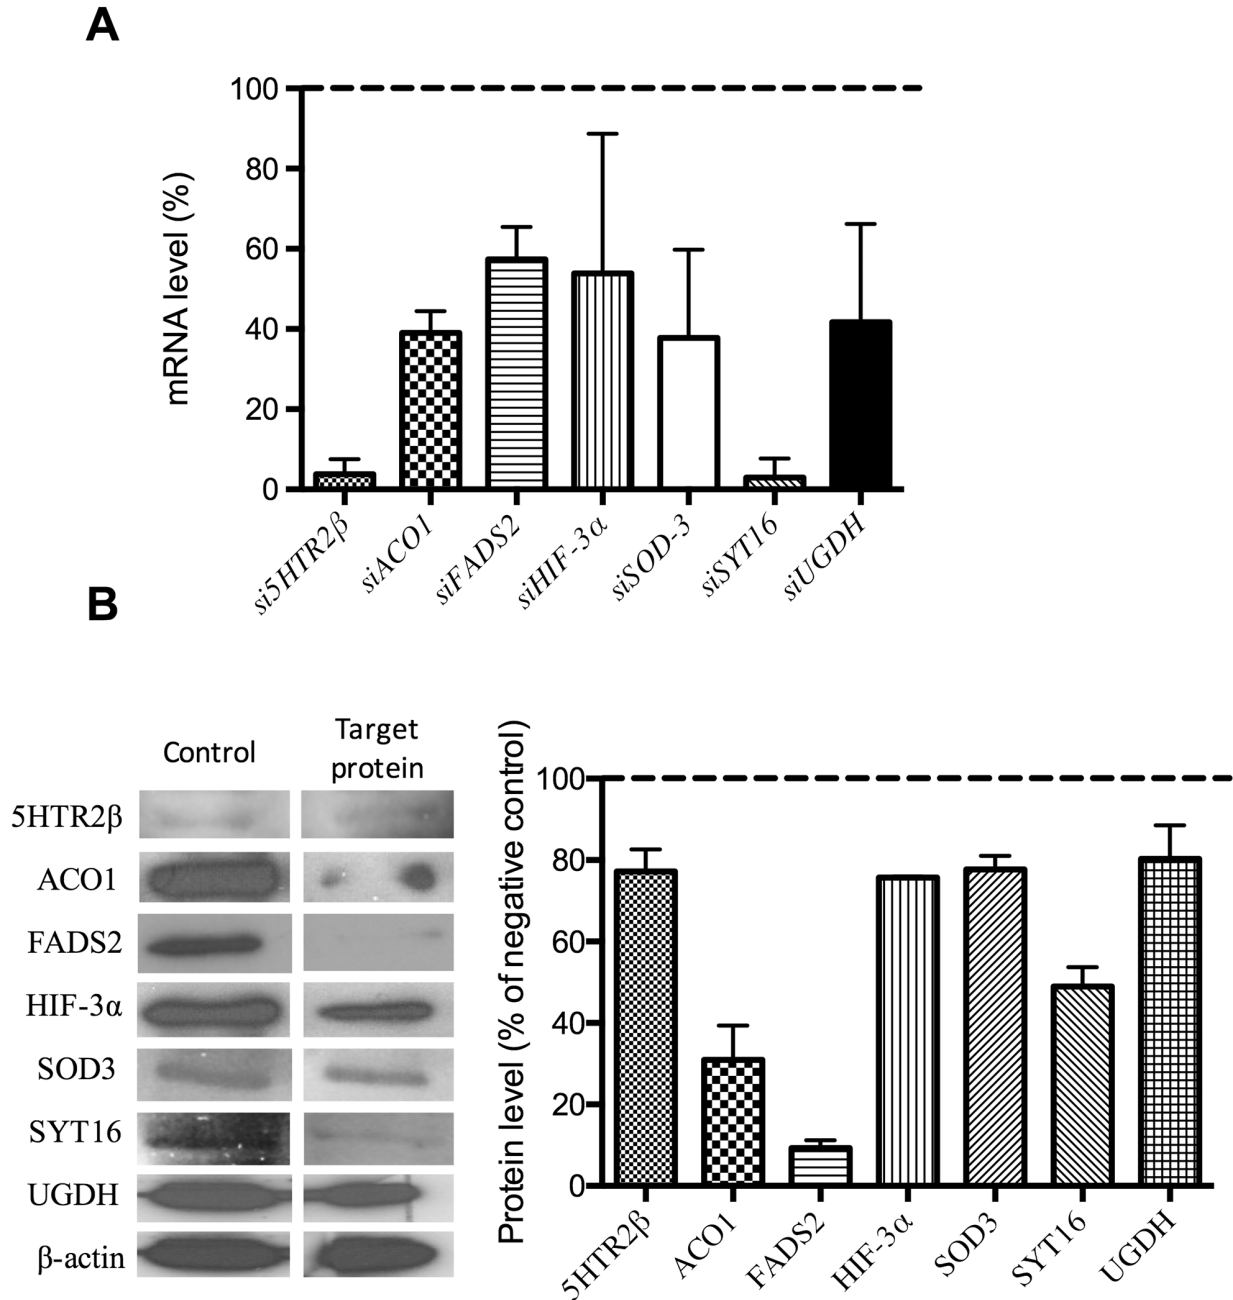 A
mRNA level (%)
100
80
60
40
20
0
si5HTR2β
siACO1
siFADS2
siHIF-3α
siSOD-3
siSYT16
siUGDH
B
Control
Target
protein
5HTR2β
ACO1
FADS2
HIF-3α
SOD3
SYT16
UGDH
β-actin
Protein level (% of negative control)
100
80
60
40
20
0
5HTR2β
ACO1
FADS2
HIF-3α
SOD3
SYT16
UGDH